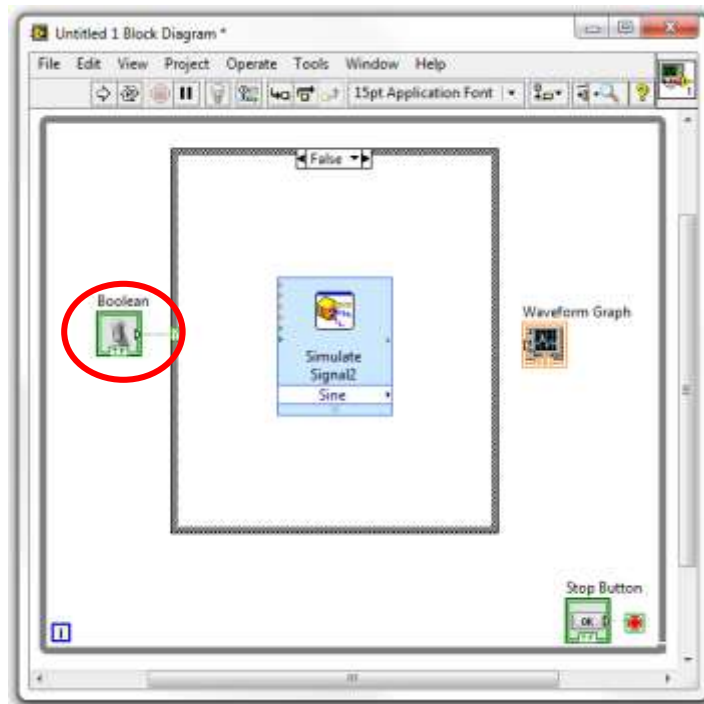 Untitled 1 Block Diagram *
File Edit View Project Operate Tools Window Help
15pt Application Font
False
Boolean
Waveform Graph
Simulate
Signal2
Sine
Stop Button
OK
i